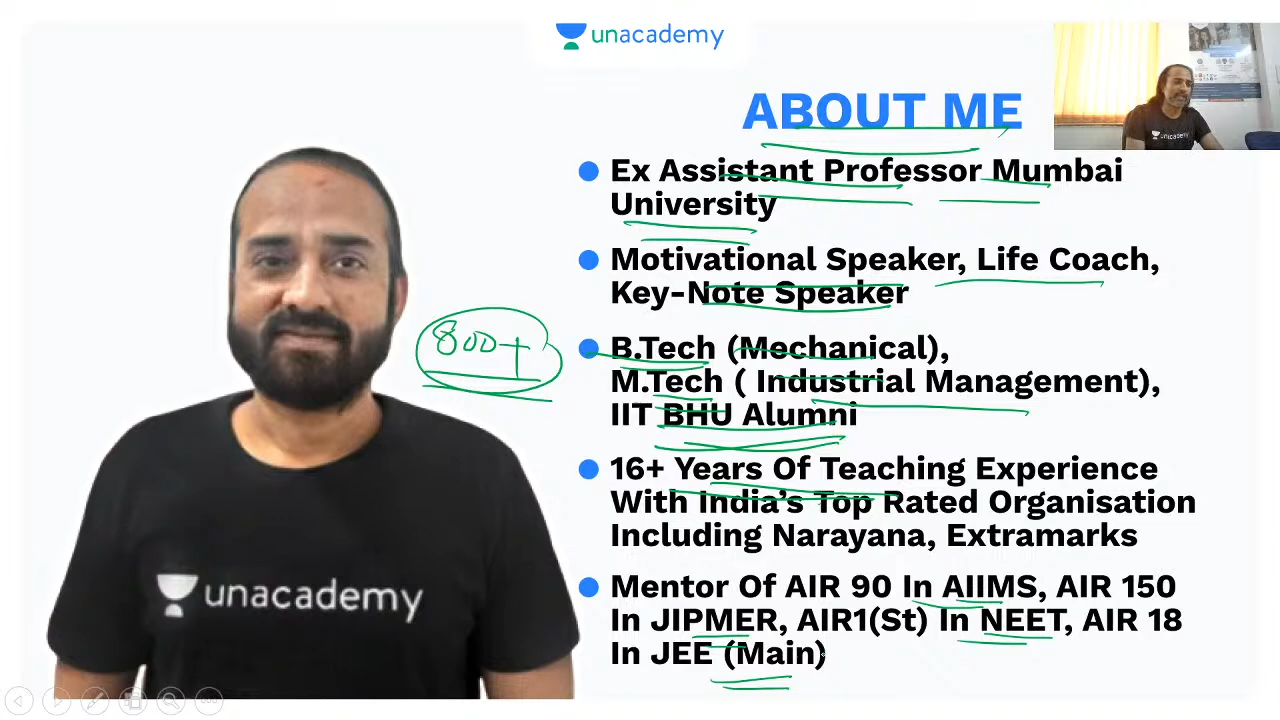 unacademy
ABOUT ME
Ex Assistant Professor Mumbai
University
Motivational Speaker, Life Coach,
Key-Note Speaker
800+
B.Tech (Mechanical),
M.Tech ( Industrial Management),
IIT BHU Alumni
16+ Years Of Teaching Experience
With India's Top Rated Organisation
Including Narayana, Extramarks
Mentor Of AIR 90 In AIIMS, AIR 150
In JIPMER, AIR1(St) In NEET, AIR 18
In JEE (Main)
unacademy
unacademy